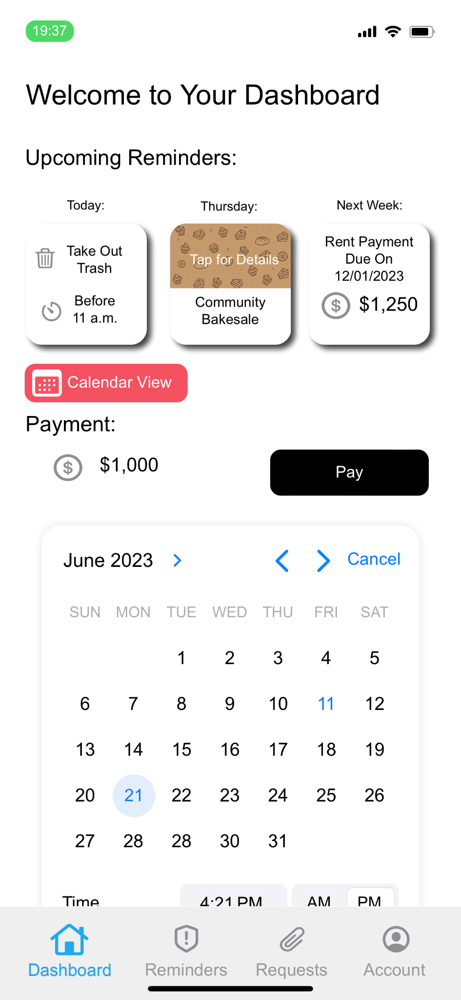 19:37
Welcome to Your Dashboard
Upcoming Reminders:
Today:
Thursday:
Next Week:
Take Out
Trash
Before
11 a.m.
Tap for Details
Community
Bakesale
Rent Payment
Due On
12/01/2023
$ $1,250
Calendar View
Payment:
$ $1,000
Pay
June 2023 >
< > Cancel
SUN MON TUE WED THU FRI SAT
1 2 3 4 5
6 7 8 9 10 11 12
13 14 15 16 17 18 19
20 21 22 23 24 25 26
27 28 28 30 31
Time 4:21 PM AM PM
Dashboard Reminders Requests Account